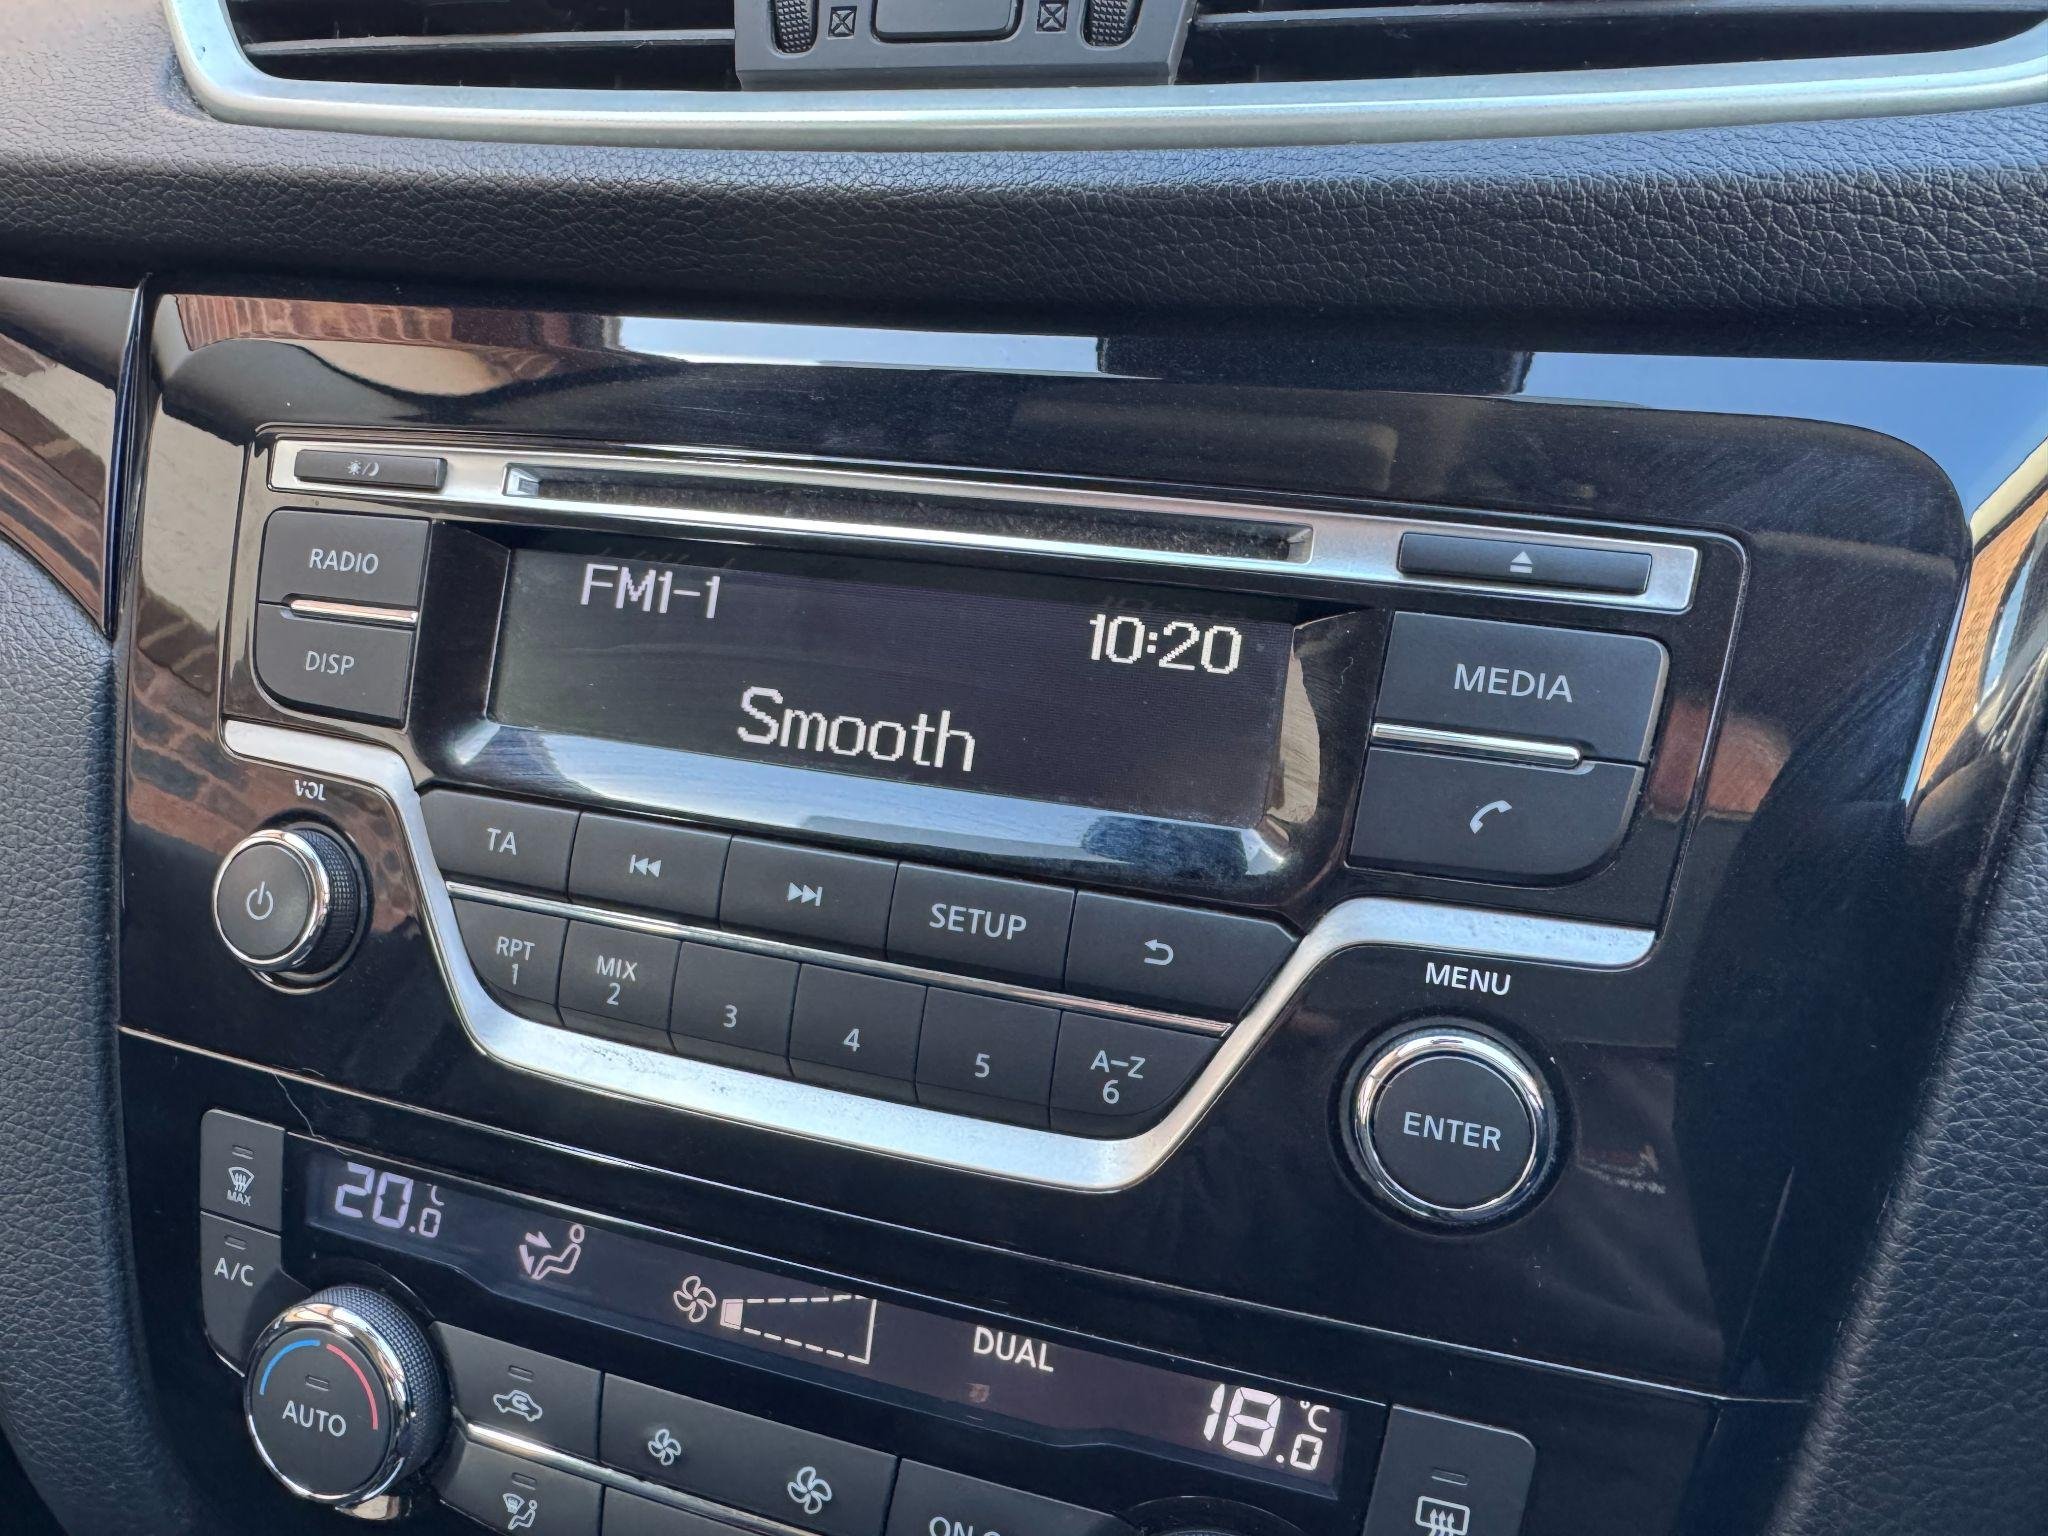 RADIO
DISP
FM1-1
10:20
Smooth
MEDIA
VOL
TA
SETUP
RPT
1
MIX
2
3
4
5
A-Z
6
MENU
ENTER
MAX
A/C
20.0
°C
DUAL
18.0
°C
AUTO
ON